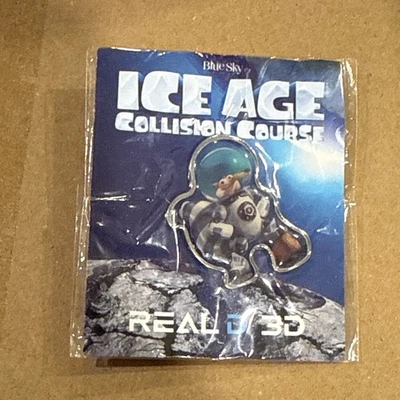 Blue Sky
ICE AGE
COLLISION COURSE
REAL D 3D